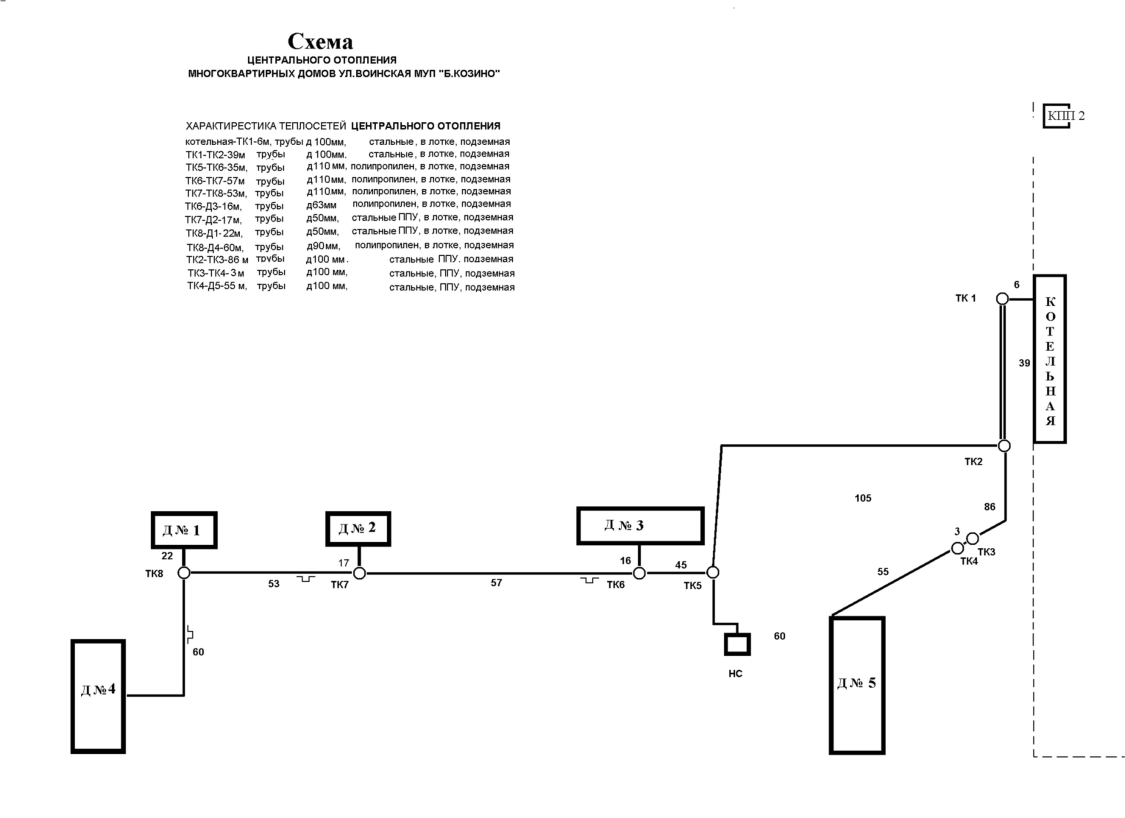 Схема
ЦЕНТРАЛЬНОГО ОТОПЛЕНИЯ
МНОГОКВАРТИРНЫХ ДОМОВ УЛ.ВОИНСКАЯ МУП "Б.КОЗИНО"
ХАРАКТИРЕСТИКА ТЕПЛОСЕТЕЙ ЦЕНТРАЛЬНОГО ОТОПЛЕНИЯ
котельная-ТК1-6м, трубы д 100мм, стальные, в лотке, подземная
ТК1-ТК2-39м трубы д 100мм, стальные, в лотке, подземная
ТК5-ТК6-35м, трубы д110 мм, полипропилен, в лотке, подземная
ТК6-ТК7-57м трубы д110мм, полипропилен, в лотке, подземная
ТК7-ТК8-53м, трубы д110мм, полипропилен, в лотке, подземная
ТК6-Д3-16м, трубы д63мм полипропилен, в лотке, подземная
ТК7-Д2-17м, трубы д50мм, стальные ППУ, в лотке, подземная
ТК8-Д1-22м, трубы д50мм, стальные ППУ, в лотке, подземная
ТК8-Д4-60м, трубы д90мм, полипропилен, в лотке, подземная
ТК2-ТК3-86 м трубы д100 мм. стальные ППУ. подземная
ТК3-ТК4-3м трубы д100 мм, стальные, ППУ, подземная
ТК4-Д5-55 м, трубы д100 мм, стальные, ППУ, подземная
КПП 2
6
ТК 1
КОТЕЛЬНАЯ
39
ТК2
105
86
3
ТК3
ТК4
55
Д № 1
Д № 2
Д № 3
22
17
16
45
ТК8
53
ТК7
57
ТК6
ТК5
60
60
НС
Д №4
Д № 5